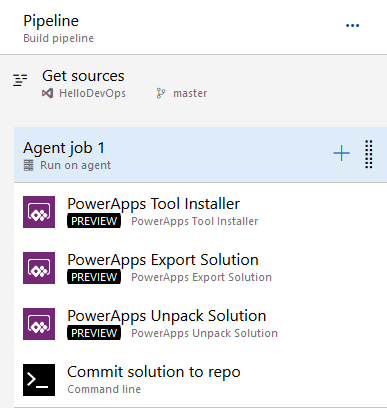 Pipeline
Build pipeline
Get sources
HelloDevOps master
Agent job 1
Run on agent
PowerApps Tool Installer
PREVIEW PowerApps Tool Installer
PowerApps Export Solution
PREVIEW PowerApps Export Solution
PowerApps Unpack Solution
PREVIEW PowerApps Unpack Solution
Commit solution to repo
Command line